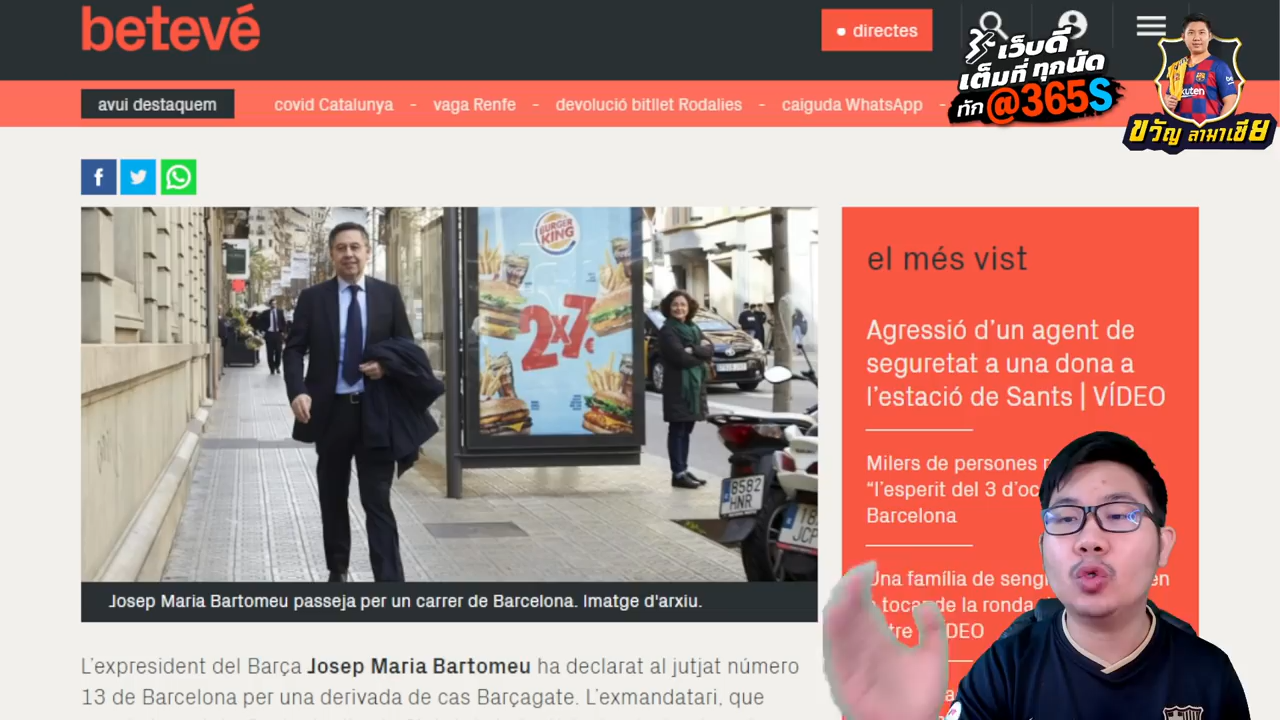 betevé
directes
เว็บดี
เต็มที่ ทุกนัด
ทัก @365S
ขวัญ ลามาเซีย
avui destaquem
covid Catalunya - vaga Renfe - devolució bitllet Rodalies - caiguda WhatsApp -
BURGER
KING
2x7€
8582
HNR
JCP
Josep Maria Bartomeu passeja per un carrer de Barcelona. Imatge d'arxiu.
L'expresident del Barça Josep Maria Bartomeu ha declarat al jutjat número
13 de Barcelona per una derivada de cas Barçagate. L'exmandatari, que
el més vist
Agressió d'un agent de
seguretat a una dona a
l'estació de Sants | VÍDEO
Milers de persones
"l'esperit del 3 d'oc
Barcelona
Una família de
tocar de la ronda